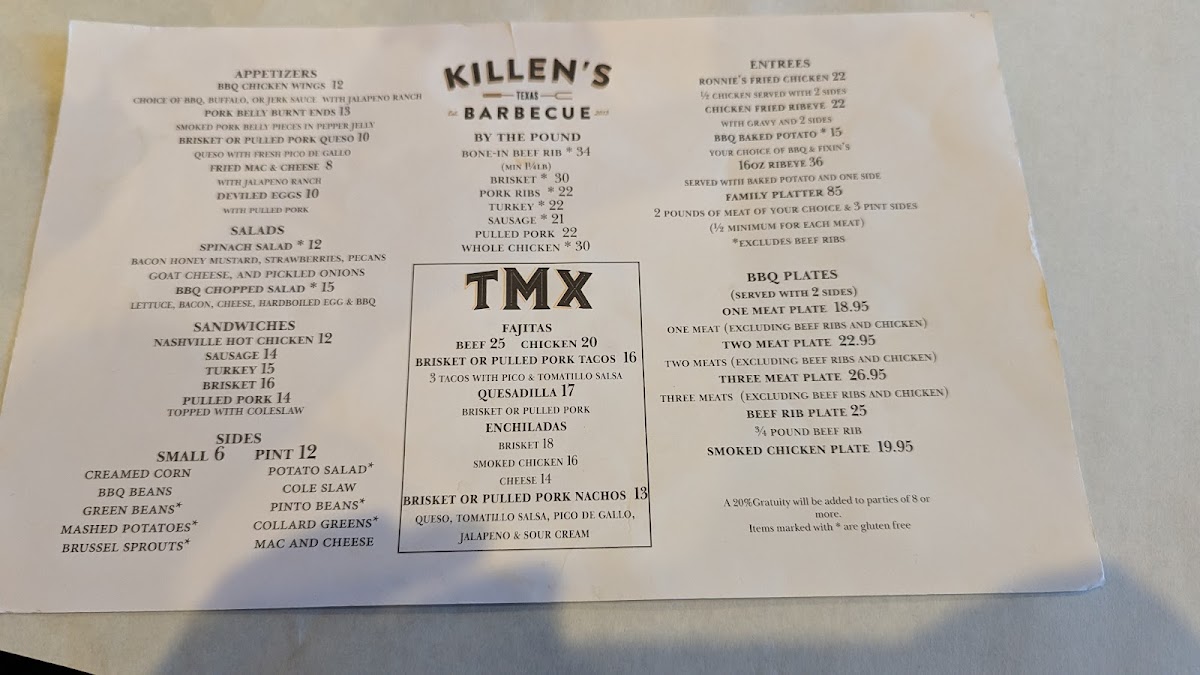 APPETIZERS
BBQ CHICKEN WINGS 12
CHOICE OF BBQ, BUFFALO, OR JERK SAUCE WITH JALAPENO RANCH
PORK BELLY BURNT ENDS 13
SMOKED PORK BELLY PIECES IN PEPPER JELLY
BRISKET OR PULLED PORK QUESO 10
QUESO WITH FRESH PICO DE GALLO
FRIED MAC & CHEESE 8
WITH JALAPENO RANCH
DEVILED EGGS 10
WITH PULLED PORK
SALADS
SPINACH SALAD * 12
BACON HONEY MUSTARD, STRAWBERRIES, PECANS
GOAT CHEESE, AND PICKLED ONIONS
BBQ CHOPPED SALAD * 15
LETTUCE, BACON, CHEESE, HARDBOILED EGG & BBQ
SANDWICHES
NASHVILLE HOT CHICKEN 12
SAUSAGE 14
TURKEY 15
BRISKET 16
PULLED PORK 14
TOPPED WITH COLESLAW
SIDES
SMALL 6 PINT 12
CREAMED CORN
BBQ BEANS
GREEN BEANS*
MASHED POTATOES*
BRUSSEL SPROUTS*
POTATO SALAD*
COLE SLAW
PINTO BEANS*
COLLARD GREENS*
MAC AND CHEESE
KILLEN'S
TEXAS
Est. BARBECUE 2013
BY THE POUND
BONE-IN BEEF RIB * 34
(MIN 1¼LB)
BRISKET * 30
PORK RIBS * 22
TURKEY * 22
SAUSAGE * 21
PULLED PORK 22
WHOLE CHICKEN * 30
TMX
FAJITAS
BEEF 25 CHICKEN 20
BRISKET OR PULLED PORK TACOS 16
3 TACOS WITH PICO & TOMATILLO SALSA
QUESADILLA 17
BRISKET OR PULLED PORK
ENCHILADAS
BRISKET 18
SMOKED CHICKEN 16
CHEESE 14
BRISKET OR PULLED PORK NACHOS 13
QUESO, TOMATILLO SALSA, PICO DE GALLO,
JALAPENO & SOUR CREAM
ENTREES
RONNIE'S FRIED CHICKEN 22
½ CHICKEN SERVED WITH 2 SIDES
CHICKEN FRIED RIBEYE 22
WITH GRAVY AND 2 SIDES
BBQ BAKED POTATO * 15
YOUR CHOICE OF BBQ & FIXIN'S
16OZ RIBEYE 36
SERVED WITH BAKED POTATO AND ONE SIDE
FAMILY PLATTER 85
2 POUNDS OF MEAT OF YOUR CHOICE & 3 PINT SIDES
(½ MINIMUM FOR EACH MEAT)
*EXCLUDES BEEF RIBS
BBQ PLATES
(SERVED WITH 2 SIDES)
ONE MEAT PLATE 18.95
ONE MEAT (EXCLUDING BEEF RIBS AND CHICKEN)
TWO MEAT PLATE 22.95
TWO MEATS (EXCLUDING BEEF RIBS AND CHICKEN)
THREE MEAT PLATE 26.95
THREE MEATS (EXCLUDING BEEF RIBS AND CHICKEN)
BEEF RIB PLATE 25
¾ POUND BEEF RIB
SMOKED CHICKEN PLATE 19.95
A 20%Gratuity will be added to parties of 8 or
more.
Items marked with * are gluten free